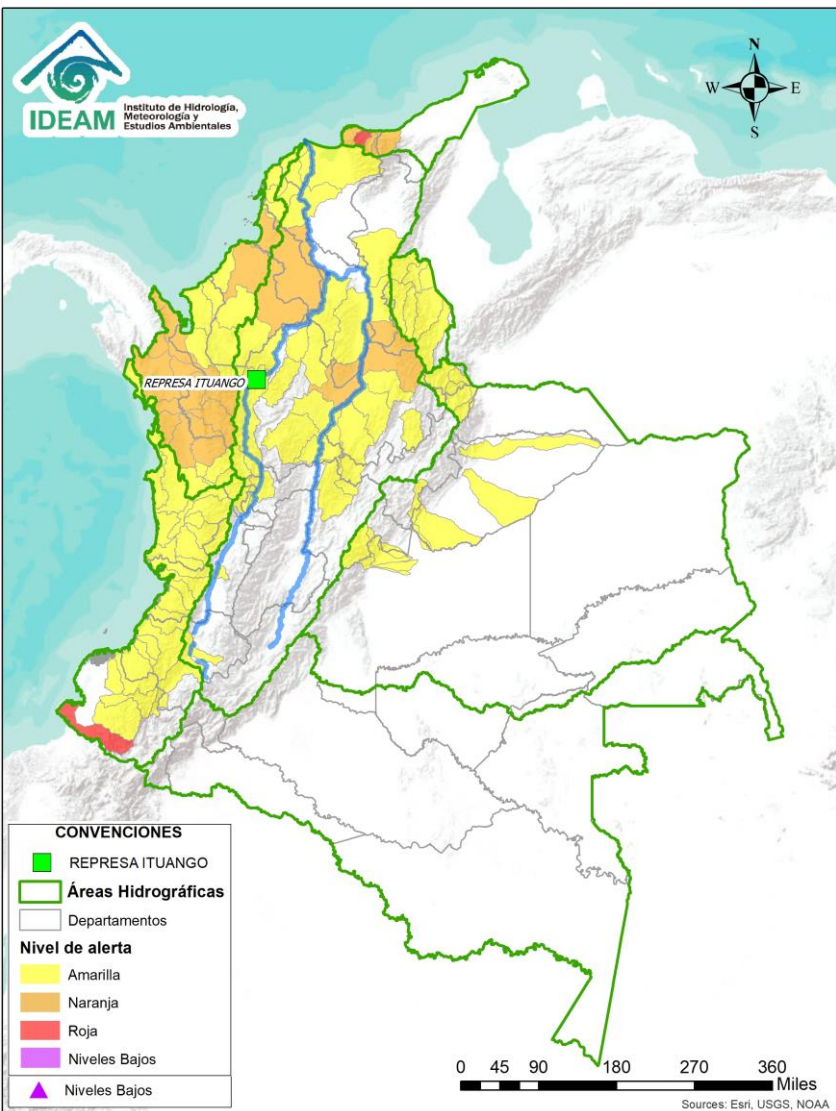 IDEAM
Instituto de Hidrología,
Meteorología y
Estudios Ambientales
N
W
E
S
REPRESA ITUANGO
CONVENCIONES
REPRESA ITUANGO
Áreas Hidrográficas
Departamentos
Nivel de alerta
Amarilla
Naranja
Roja
Niveles Bajos
Niveles Bajos
0 45 90 180 270 360
Miles
Sources: Esri, USGS, NOAA